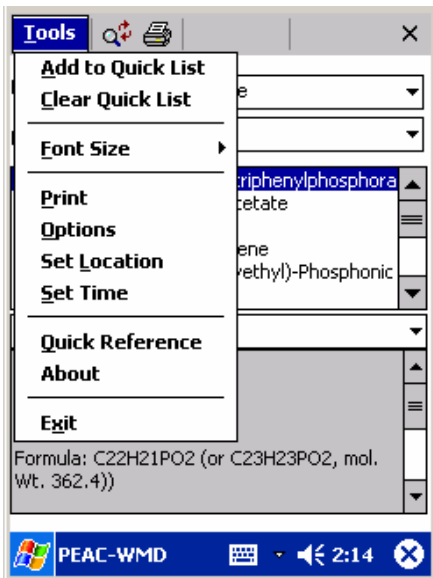 Tools
Add to Quick List
Clear Quick List
Font Size
Print
Options
Set Location
Set Time
Quick Reference
About
Exit
e
triphenylphosphora
cetate
ene
vethyl)-Phosphonic
Formula: C22H21PO2 (or C23H23PO2, mol.
Wt. 362.4))
PEAC-WMD
2:14